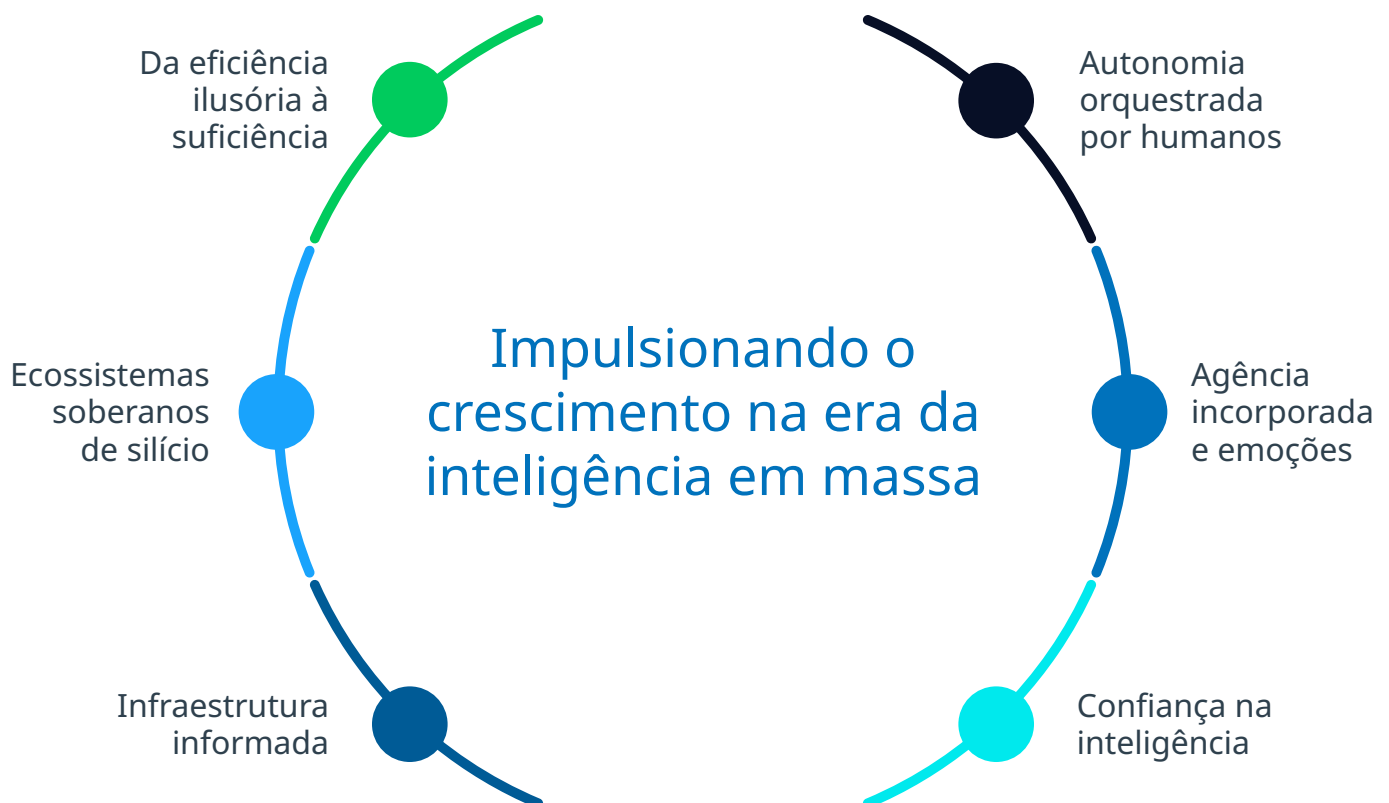 Da eficiência
ilusória à
suficiência
Autonomia
orquestrada
por humanos
Impulsionando o
crescimento na era da
inteligência em massa
Ecossistemas
soberanos
de silício
Agência
incorporada
e emoções
Infraestrutura
informada
Confiança na
inteligência